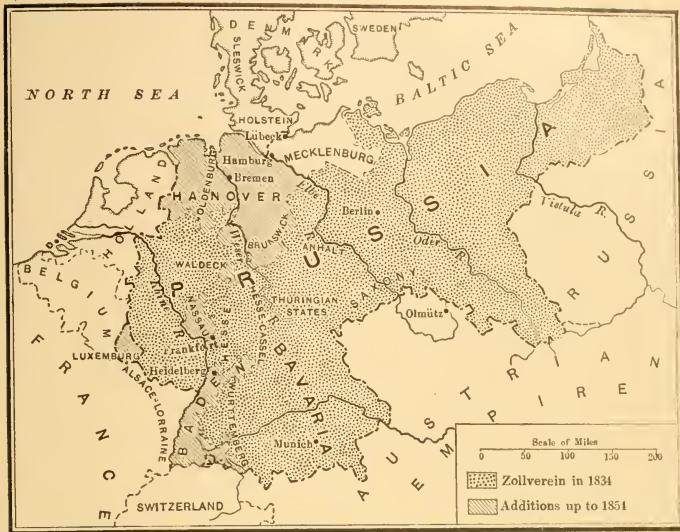 DENMARK
SWEDEN
SLESWICK
BALTIC SEA
NORTH SEA
HOLSTEIN
Lübeck
MECKLENBURG
Hamburg
Bremen
OLDENBURG
HANOVER
HOLLAND
Elbe
Berlin
BRUNSWICK
Weser
ANHALT
Oder R.
Vistula R.
RUSSIA
PRUSSIA
BELGIUM
WALDECK
Rhine R.
HESSE-CASSEL
THURINGIAN STATES
SAXONY
Olmütz
NASSAU
HESSE
Frankfort
LUXEMBURG
Heidelberg
ALSACE-LORRAINE
FRANCE
BADEN
WÜRTTEMBERG
BAVARIA
Munich
AUSTRIAN EMPIRE
SWITZERLAND
Scale of Miles
0 50 100 150 200
Zollverein in 1834
Additions up to 1851